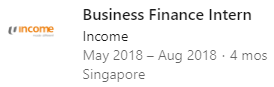 Business Finance Intern
income
Income
May 2018 – Aug 2018 · 4 mos
Singapore